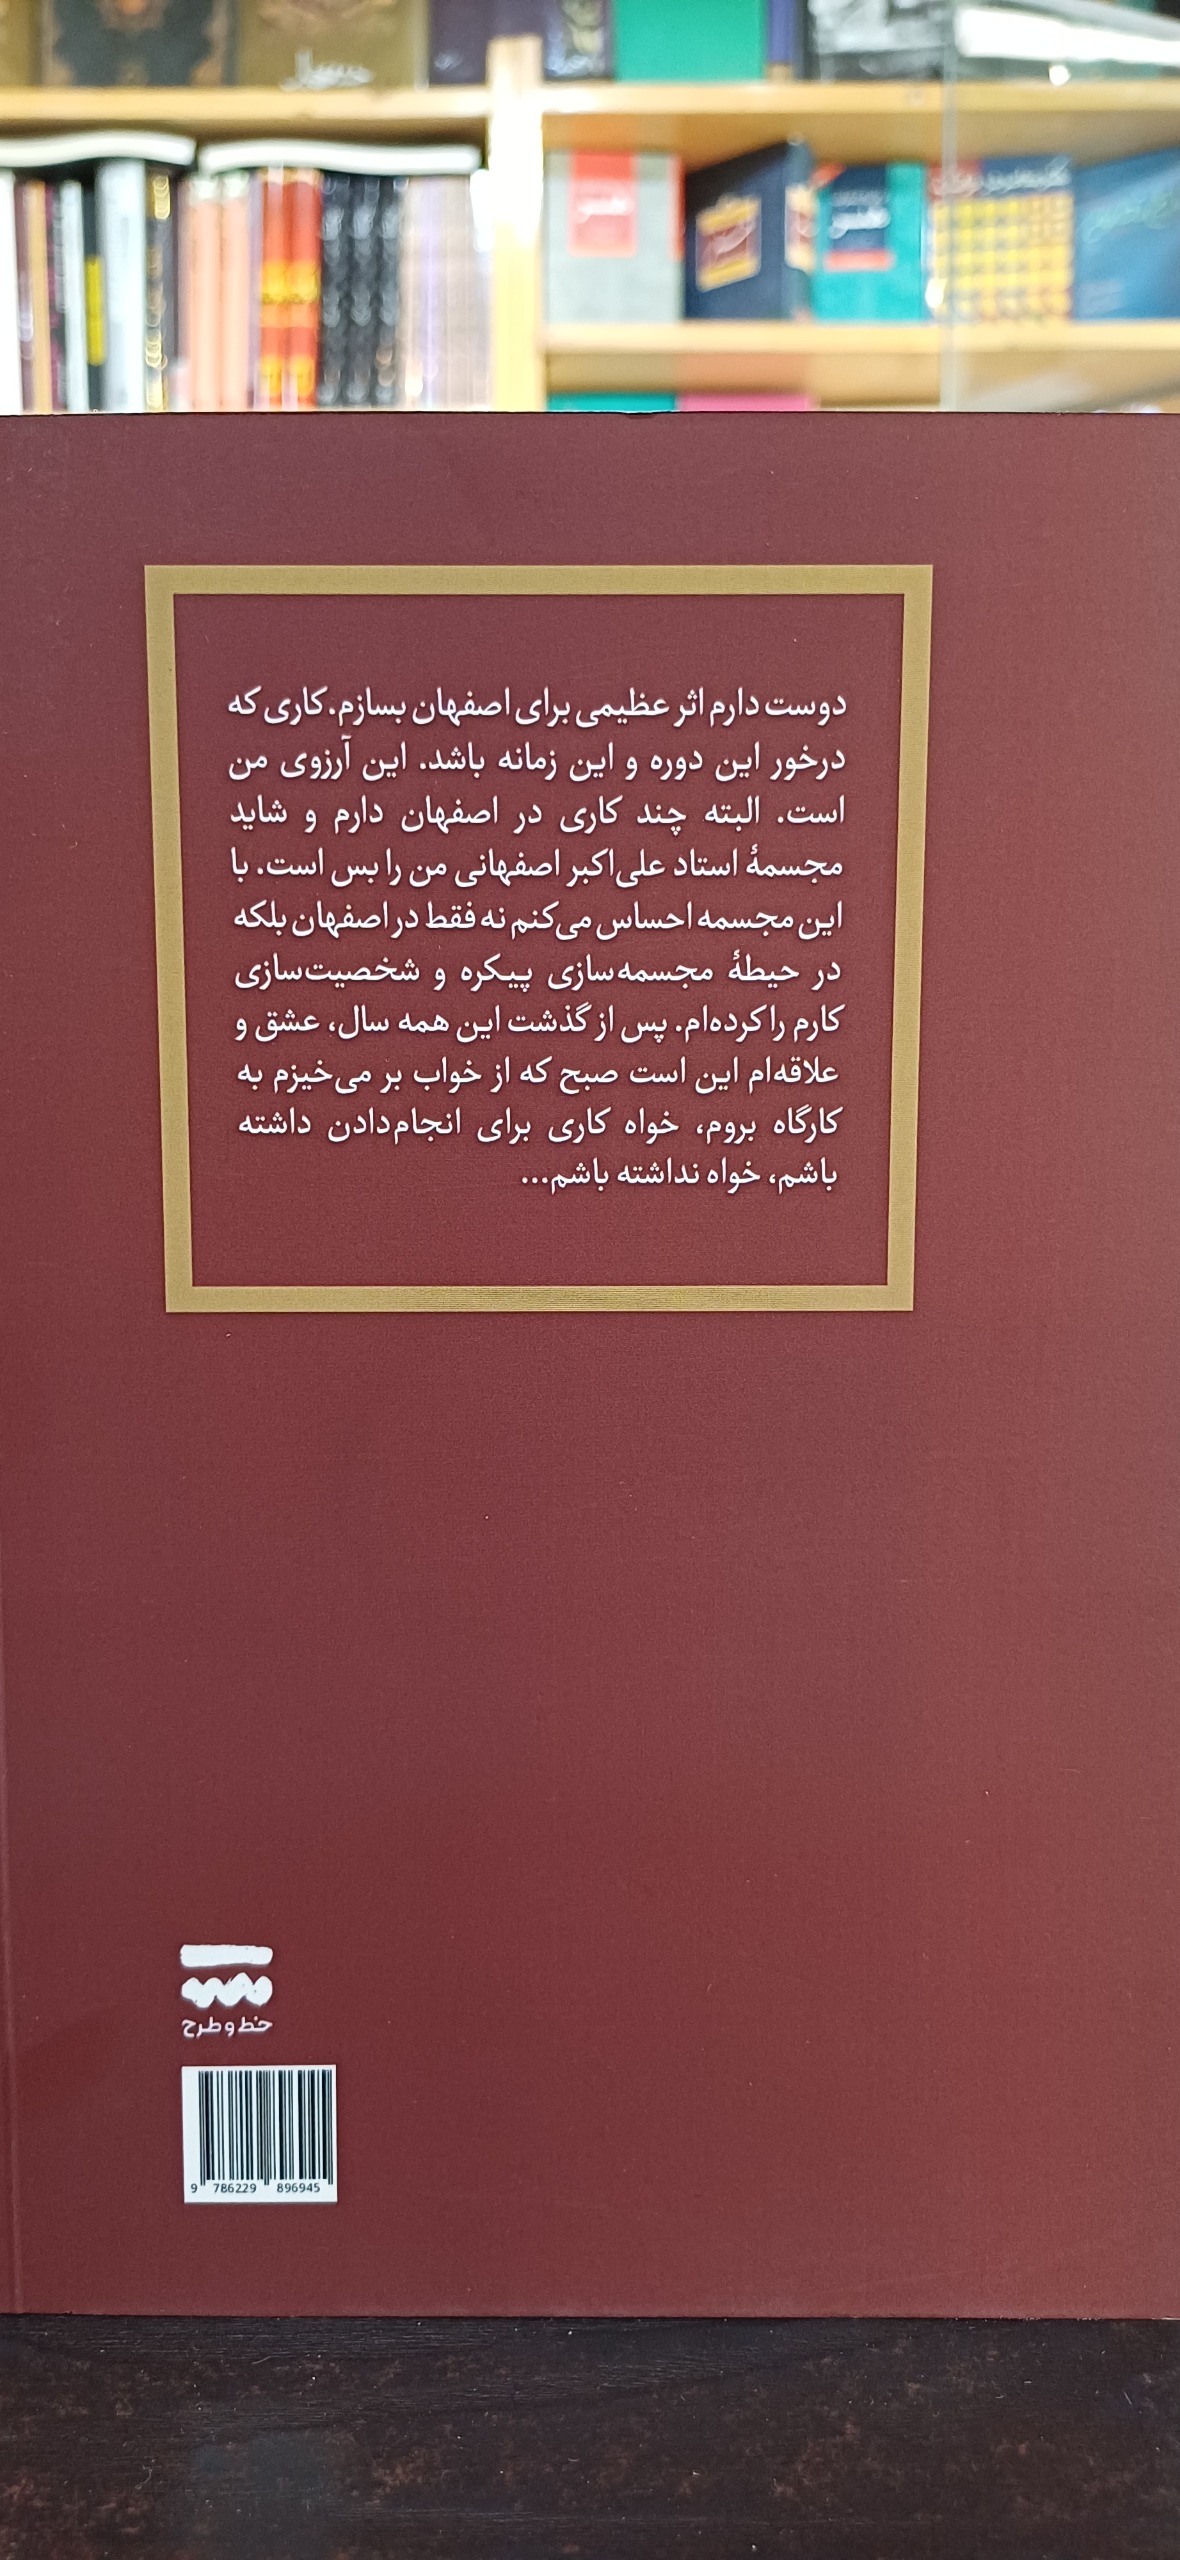 دوست دارم اثر عظیمی برای اصفهان بسازم. کاری که
درخور این دوره و این زمانه باشد. این آرزوی من
است. البته چند کاری در اصفهان دارم و شاید
مجسمهٔ استاد علی‌اکبر اصفهانی من را بس است. با
این مجسمه احساس می‌کنم نه فقط در اصفهان بلکه
در حیطهٔ مجسمه‌سازی پیکره و شخصیت‌سازی
کارم را کرده‌ام. پس از گذشت این همه سال، عشق و
علاقه‌ام این است صبح که از خواب بر می‌خیزم به
کارگاه بروم، خواه کاری برای انجام‌دادن داشته
باشم، خواه نداشته باشم...
خط و طرح
9 786229 896945